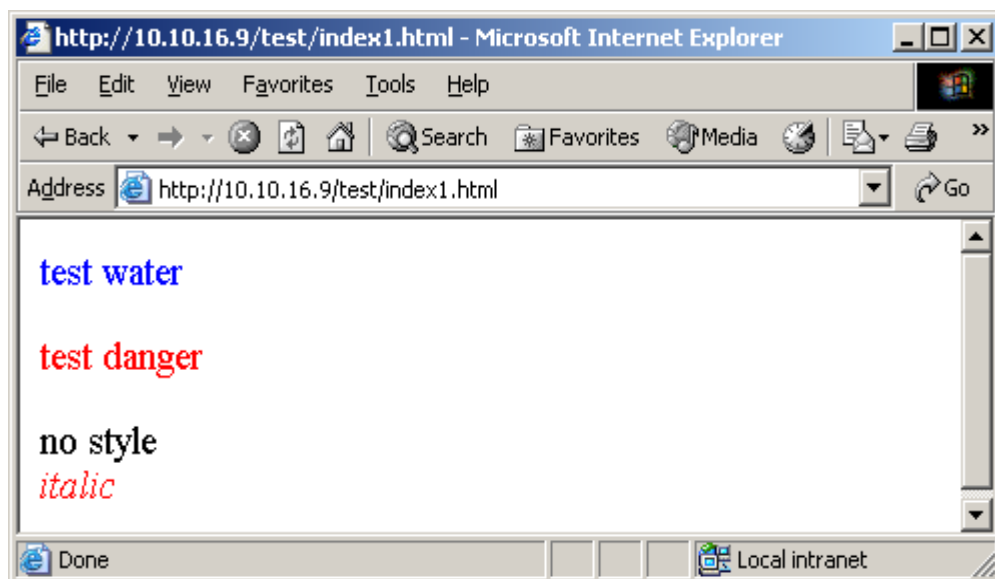 http://10.10.16.9/test/index1.html - Microsoft Internet Explorer
File Edit View Favorites Tools Help
Back Search Favorites Media »
Address http://10.10.16.9/test/index1.html Go
test water
test danger
no style
italic
Done Local intranet